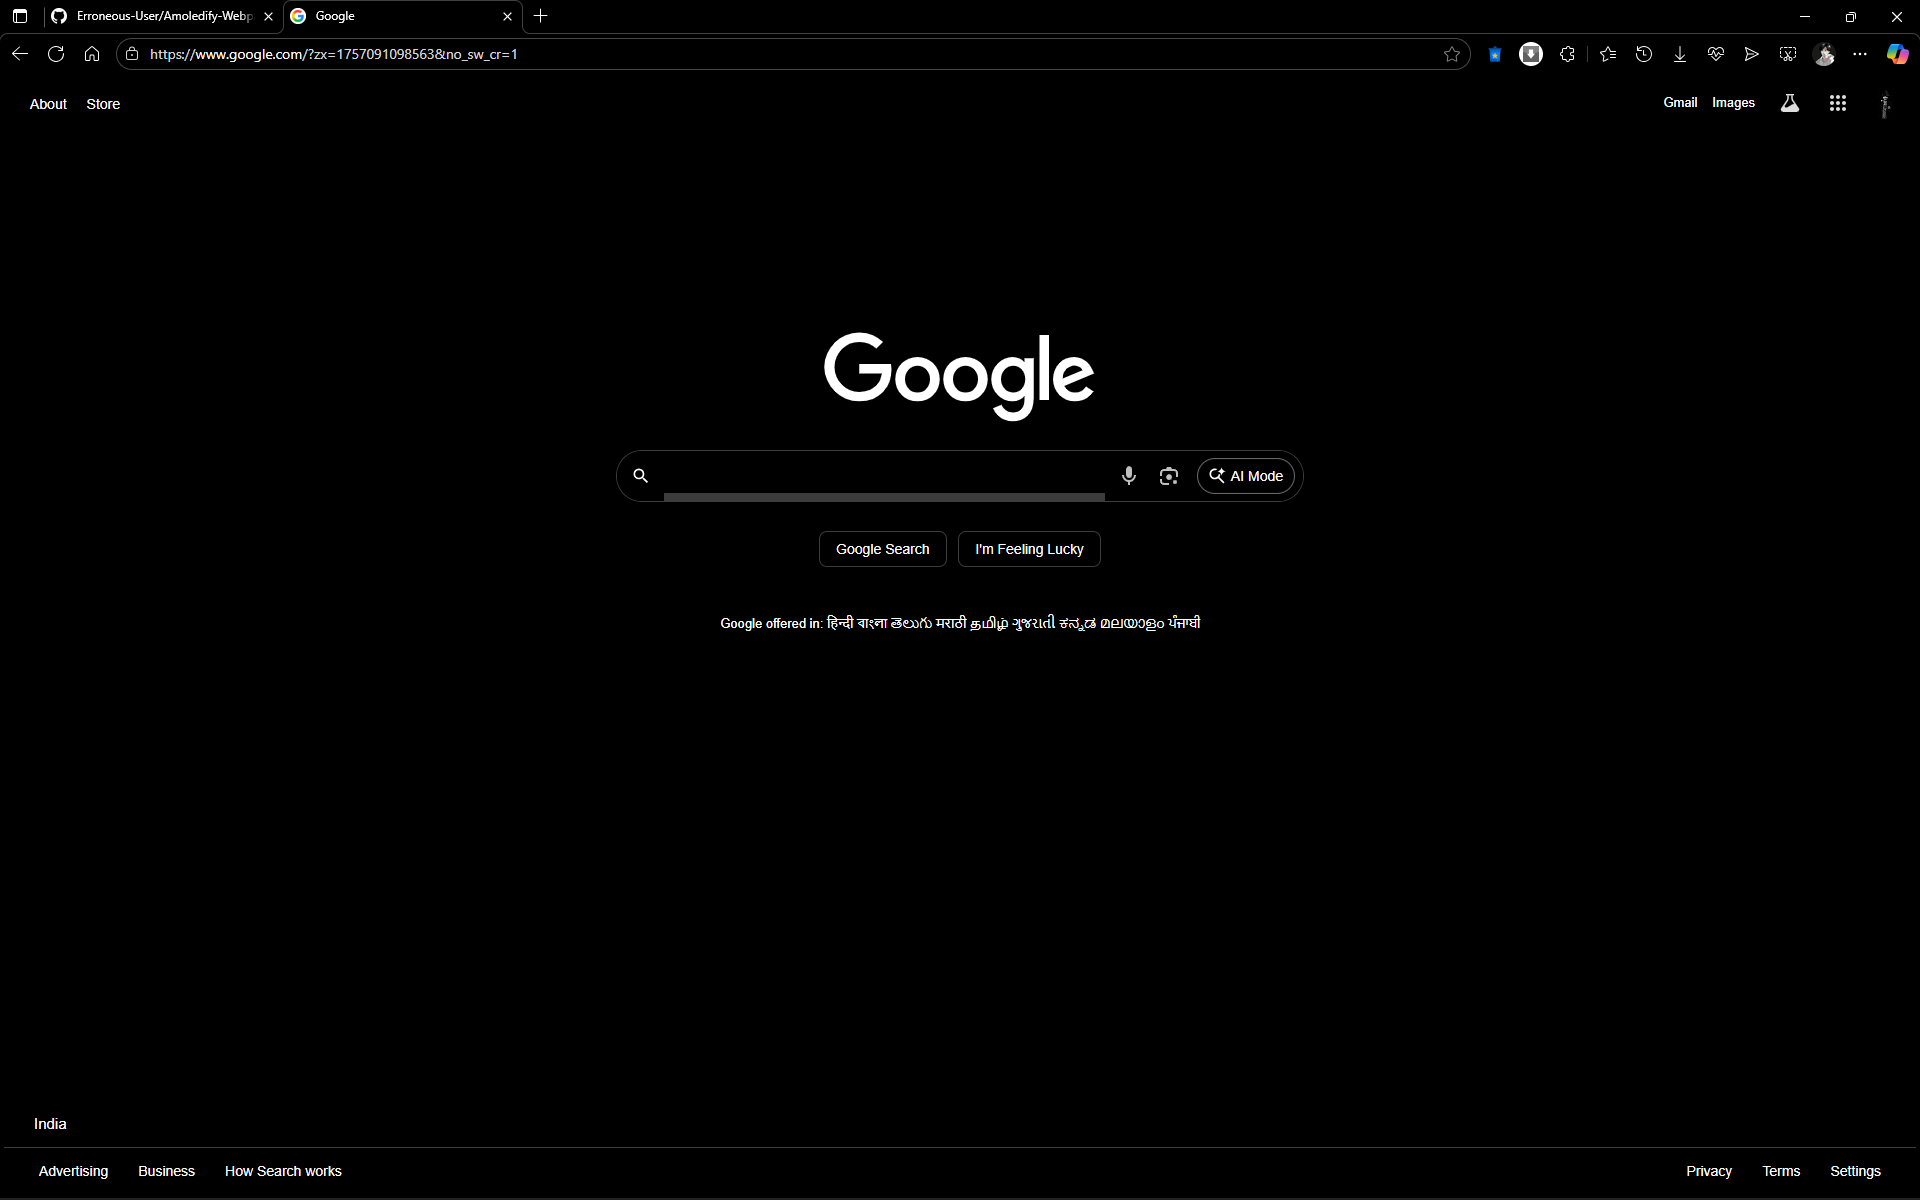 Erroneous-User/Amoledify-Webp
Google
https://www.google.com/?zx=1757091098563&no_sw_cr=1
About Store
Gmail Images
Google
AI Mode
Google Search
I'm Feeling Lucky
Google offered in: हिन्दी বাংলা తెలుగు मराठी தமிழ் ગુજરાતી ಕನ್ನಡ മലയാളം ਪੰਜਾਬੀ
India
Advertising Business How Search works
Privacy Terms Settings